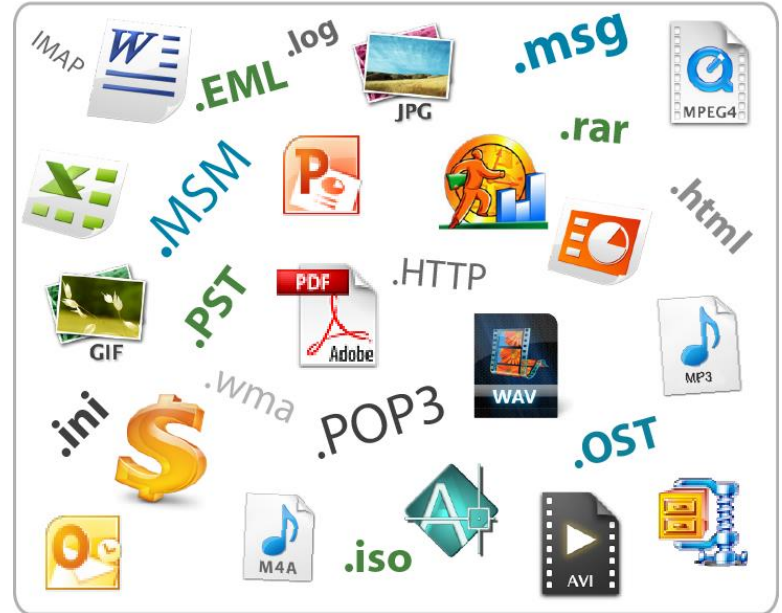 IMAP
W
.EML
.log
JPG
.msg
MPEG4
.MSM
P
.rar
.html
X
.PST
PDF
Adobe
.HTTP
E
GIF
WAV
MP3
.ini
.wma
.POP3
.OST
$
O
M4A
.iso
A
AVI